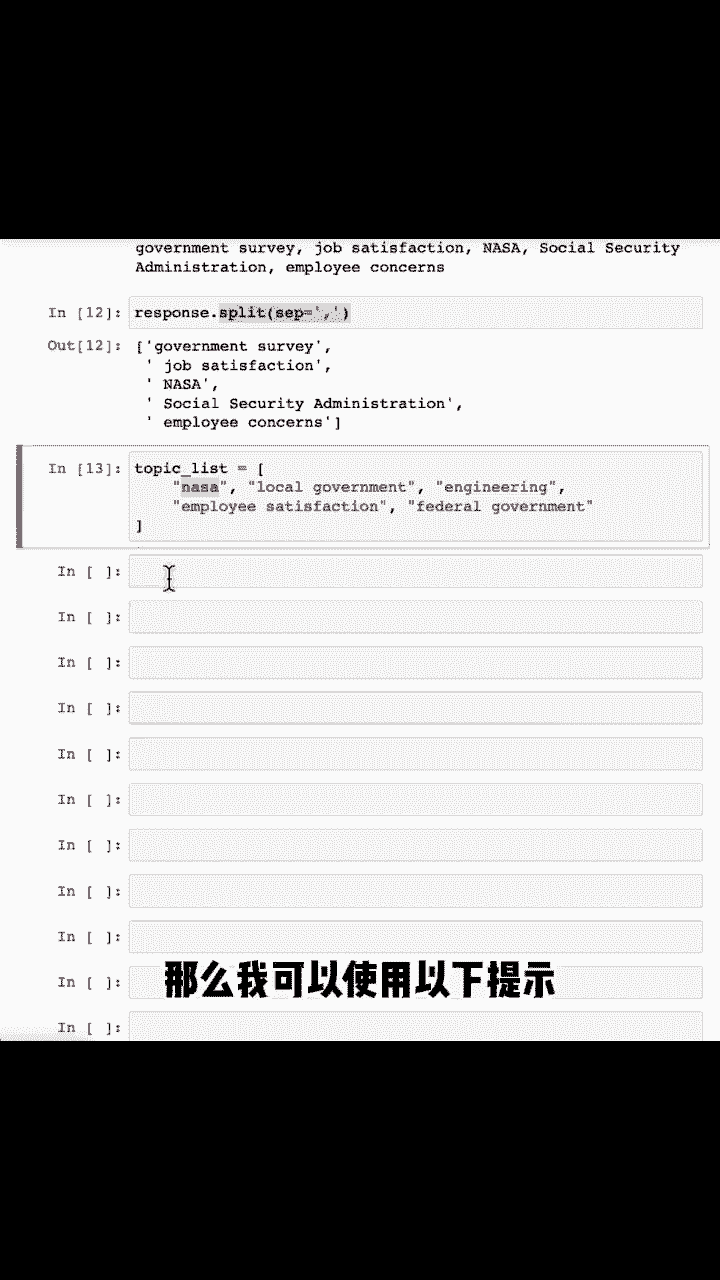 government survey, job satisfaction, NASA, Social Security
Administration, employee concerns
In [12]: response.split(sep=',')
Out[12]: ['government survey',
' job satisfaction',
' NASA',
' Social Security Administration',
' employee concerns']
In [13]: topic_list = [
"nasa", "local government", "engineering",
"employee satisfaction", "federal government"
]
In [ ]:
In [ ]:
In [ ]:
In [ ]:
In [ ]:
In [ ]:
In [ ]:
In [ ]:
In [ ]:
In [ ]:
那么我可以使用以下提示
In [ ]: